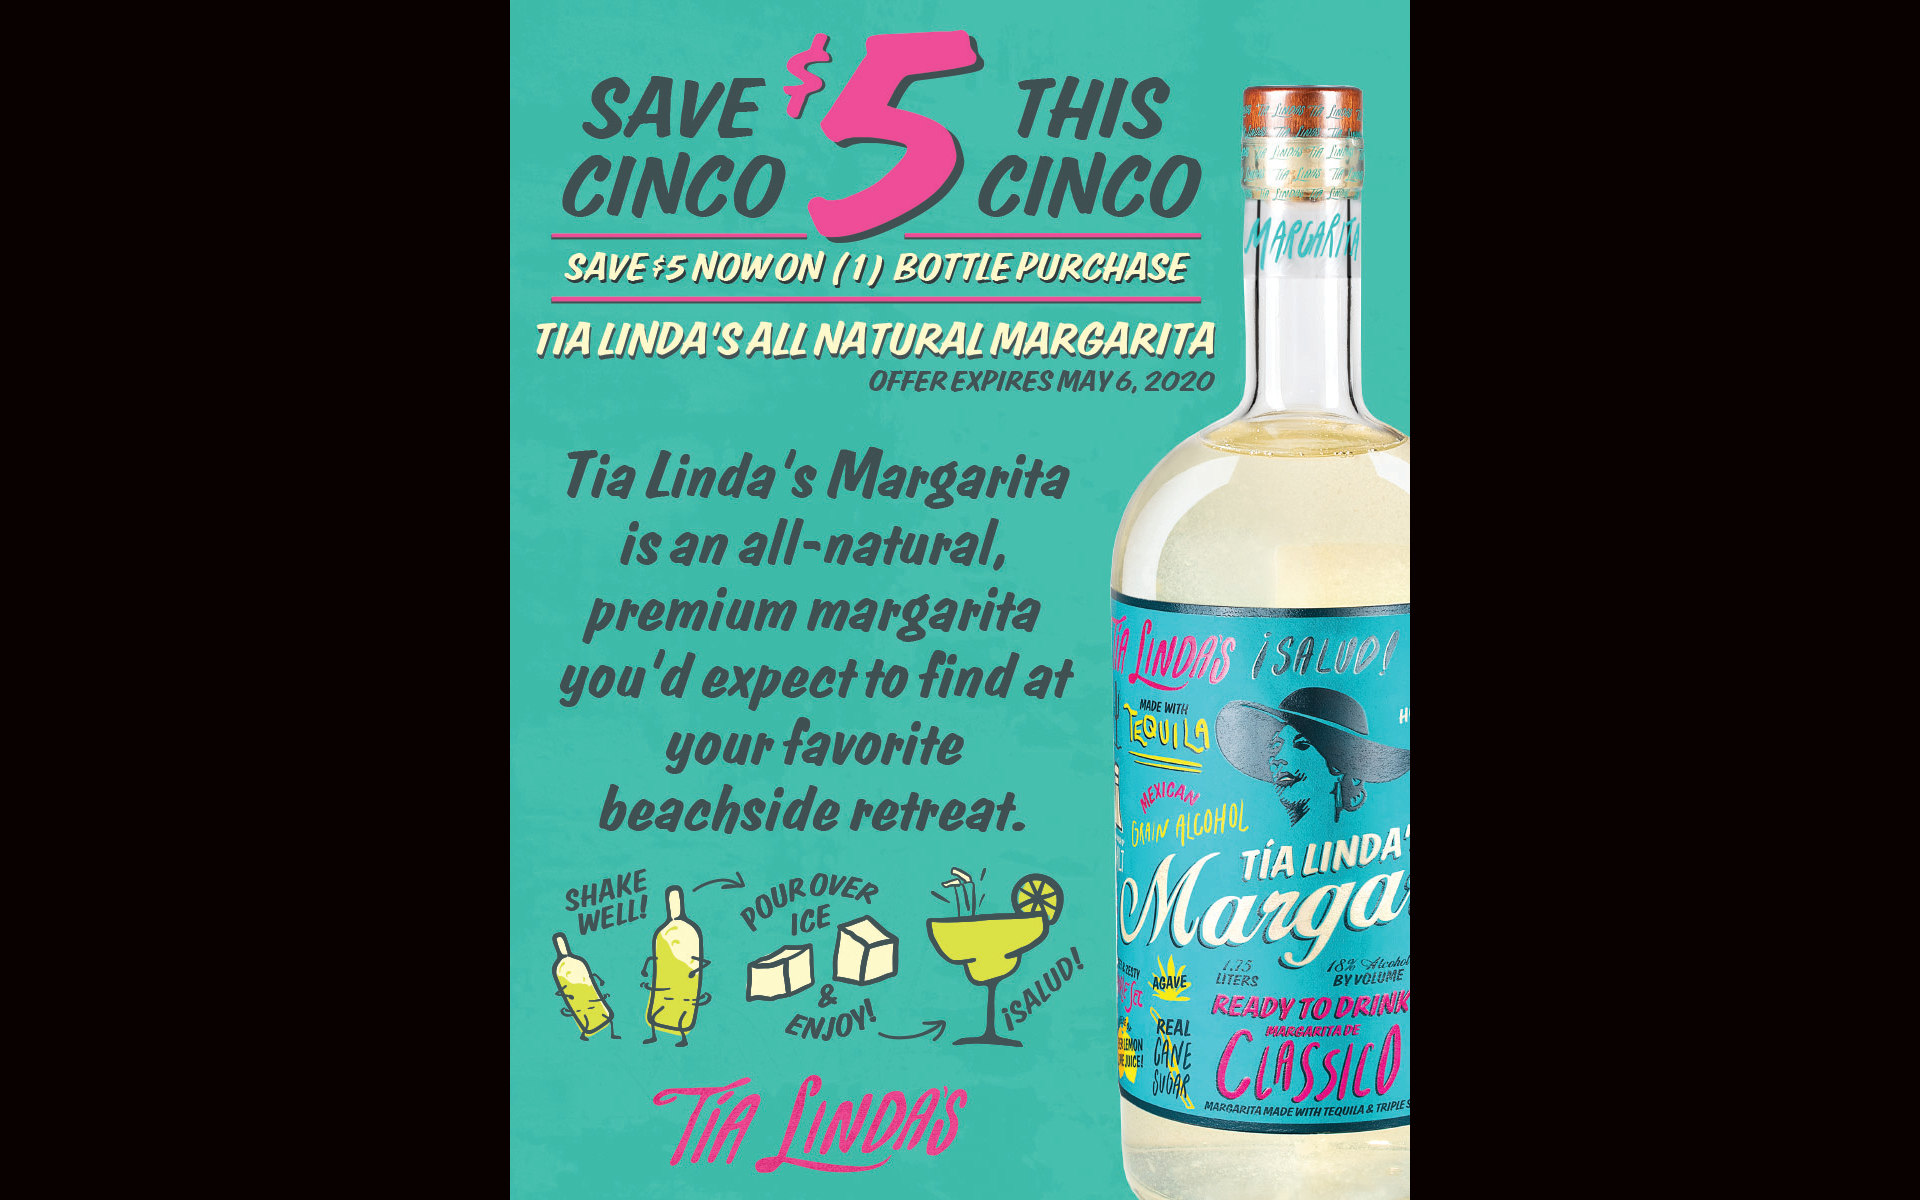 SAVE $5 THIS
CINCO CINCO
SAVE $5 NOW ON (1) BOTTLE PURCHASE
TIA LINDA'S ALL NATURAL MARGARITA
OFFER EXPIRES MAY 6, 2020
Tia Linda's Margarita
is an all-natural,
premium margarita
you'd expect to find at
your favorite
beachside retreat.
SHAKE
WELL!
POUR OVER
ICE
&
ENJOY!
¡SALUD!
TÍA LINDA'S
MARGARITA
LINDA'S ¡SALUD!
MADE WITH
TEQUILA
MEXICAN
GRAIN ALCOHOL
TÍA LINDA'
Marga
1.75
LITERS
18% Alcohol
BY VOLUME
& ZESTY
AGAVE
READY TO DRINK
MARGARITA DE
CLASSICO
REAL
CANE
SUGAR
LEMON
JUICE!
MARGARITA MADE WITH TEQUILA & TRIPLE